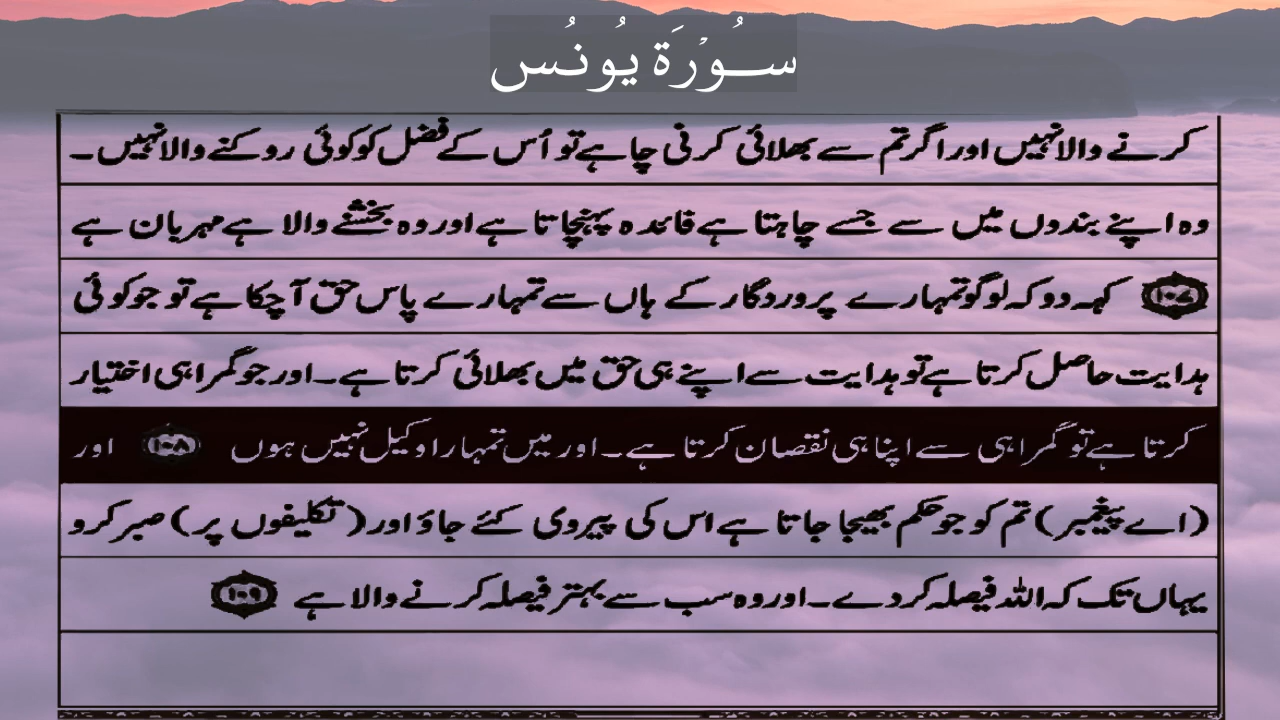 سُوْرَة يُونُس
کرنے والا نہیں اور اگر تم سے بھلائی کرنی چاہے تو اُس کے فضل کو کوئی روکنے والا نہیں۔
وہ اپنے بندوں میں سے جسے چاہتا ہے فائدہ پہنچاتا ہے اور وہ بخشنے والا ہے مہربان ہے
﴿۱۰۷﴾ کہہ دو کہ لوگو تمہارے پروردگار کے ہاں سے تمہارے پاس حق آ چکا ہے تو جو کوئی
ہدایت حاصل کرتا ہے تو ہدایت سے اپنے ہی حق میں بھلائی کرتا ہے۔ اور جو گمراہی اختیار
کرتا ہے تو گمراہی سے اپنا ہی نقصان کرتا ہے۔ اور میں تمہارا وکیل نہیں ہوں ﴿۱۰۸﴾ اور
(اے پیغمبر) تم کو جو حکم بھیجا جاتا ہے اس کی پیروی کئے جاؤ اور (تکلیفوں پر) صبر کرو
یہاں تک کہ اللہ فیصلہ کر دے۔ اور وہ سب سے بہتر فیصلہ کرنے والا ہے ﴿۱۰۹﴾